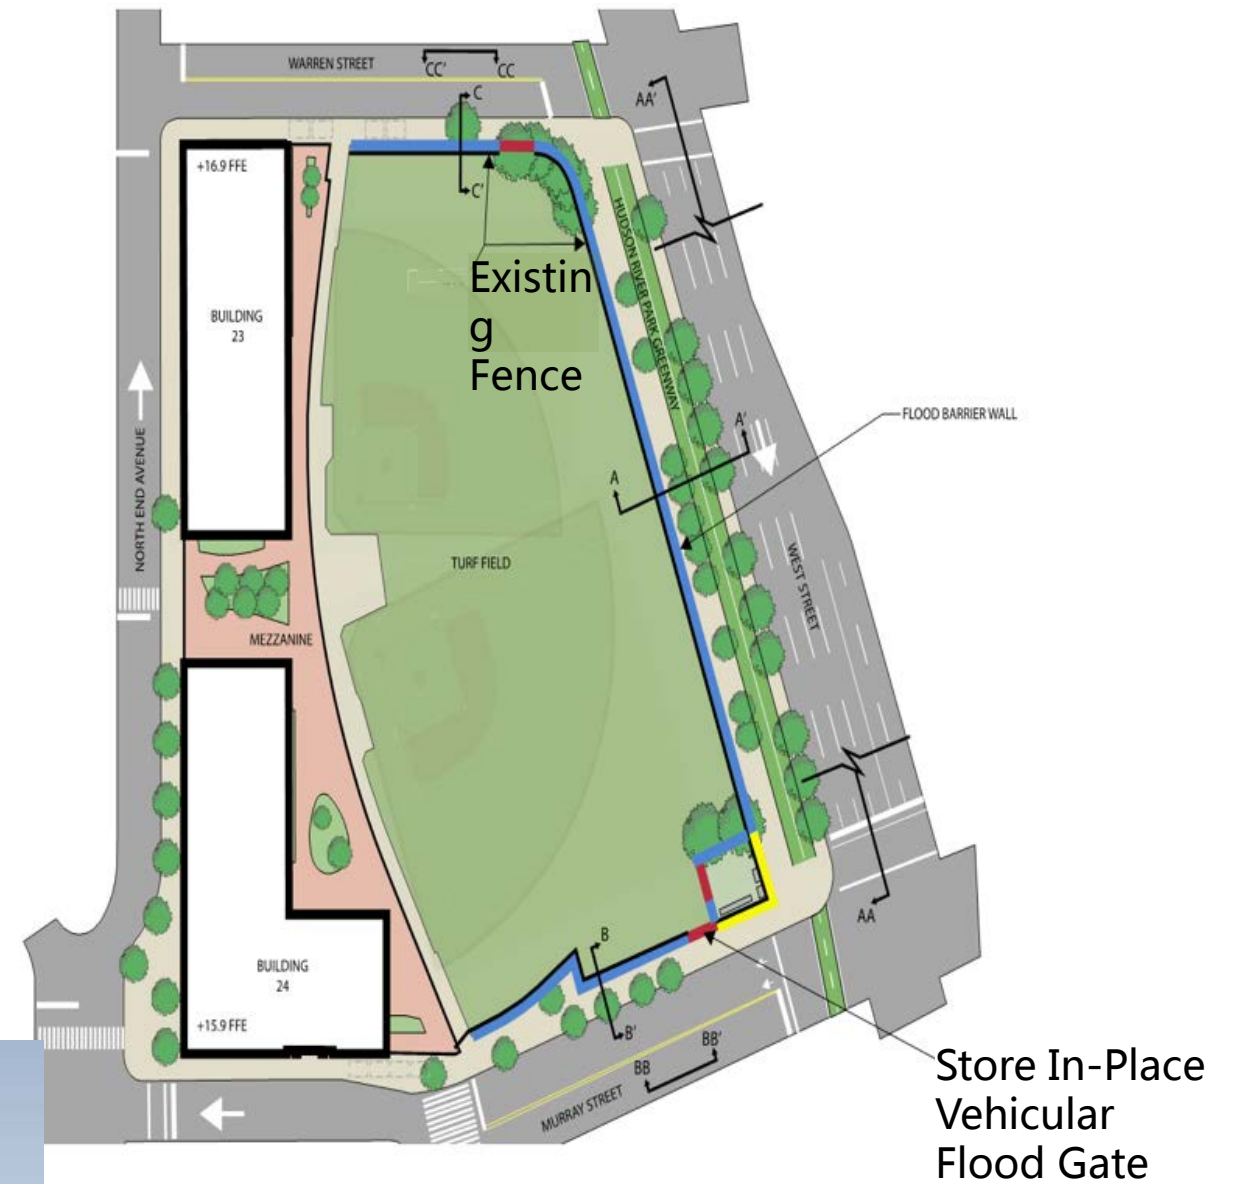 WARREN STREET
CC'
CC
AA'
C
+16.9 FFE
C'
HUDSON RIVER PARK GREENWAY
Existin
g
Fence
BUILDING
23
FLOOD BARRIER WALL
A'
NORTH END AVENUE
A
TURF FIELD
WEST STREET
MEZZANINE
AA
B
BUILDING
24
+15.9 FFE
B'
BB'
BB
MURRAY STREET
Store In-Place
Vehicular
Flood Gate